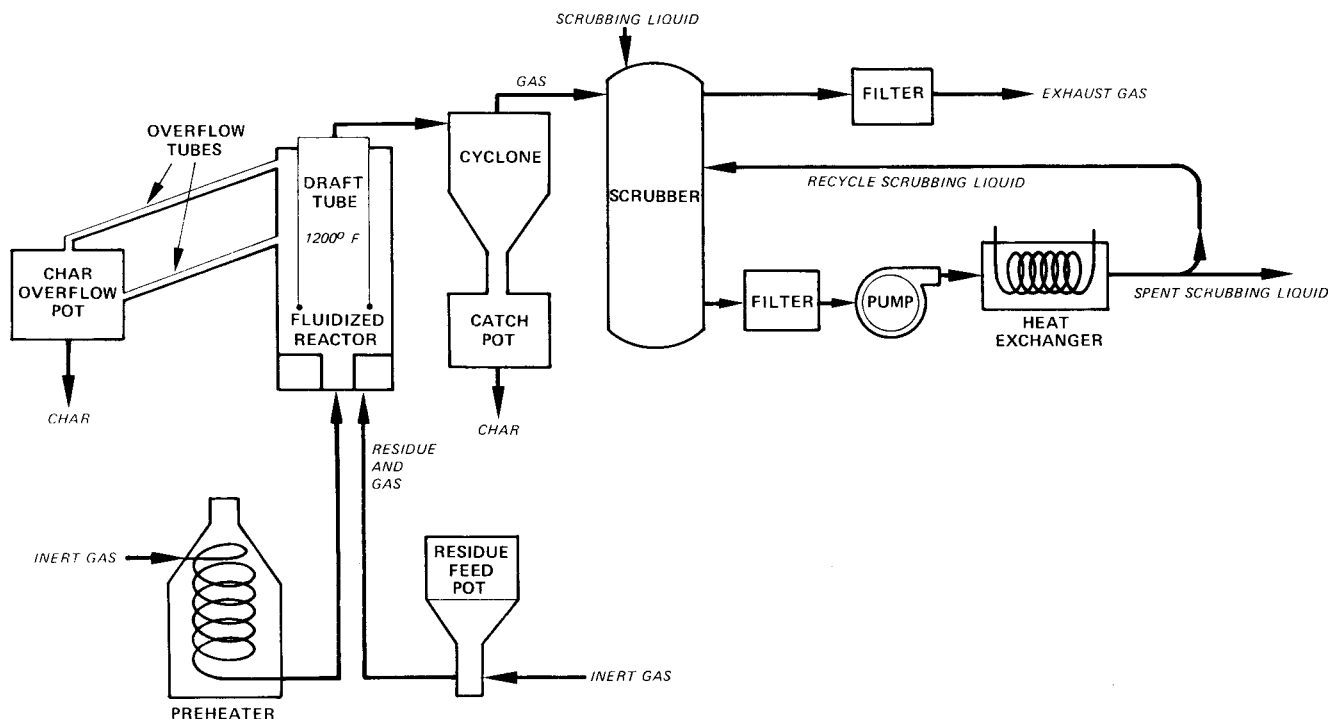 SCRUBBING LIQUID
GAS
FILTER
EXHAUST GAS
OVERFLOW
TUBES
CYCLONE
DRAFT
TUBE
1200º F
SCRUBBER
RECYCLE SCRUBBING LIQUID
CHAR
OVERFLOW
POT
FLUIDIZED
REACTOR
CATCH
POT
FILTER
PUMP
HEAT
EXCHANGER
SPENT SCRUBBING LIQUID
CHAR
CHAR
RESIDUE
AND
GAS
INERT GAS
RESIDUE
FEED
POT
INERT GAS
PREHEATER